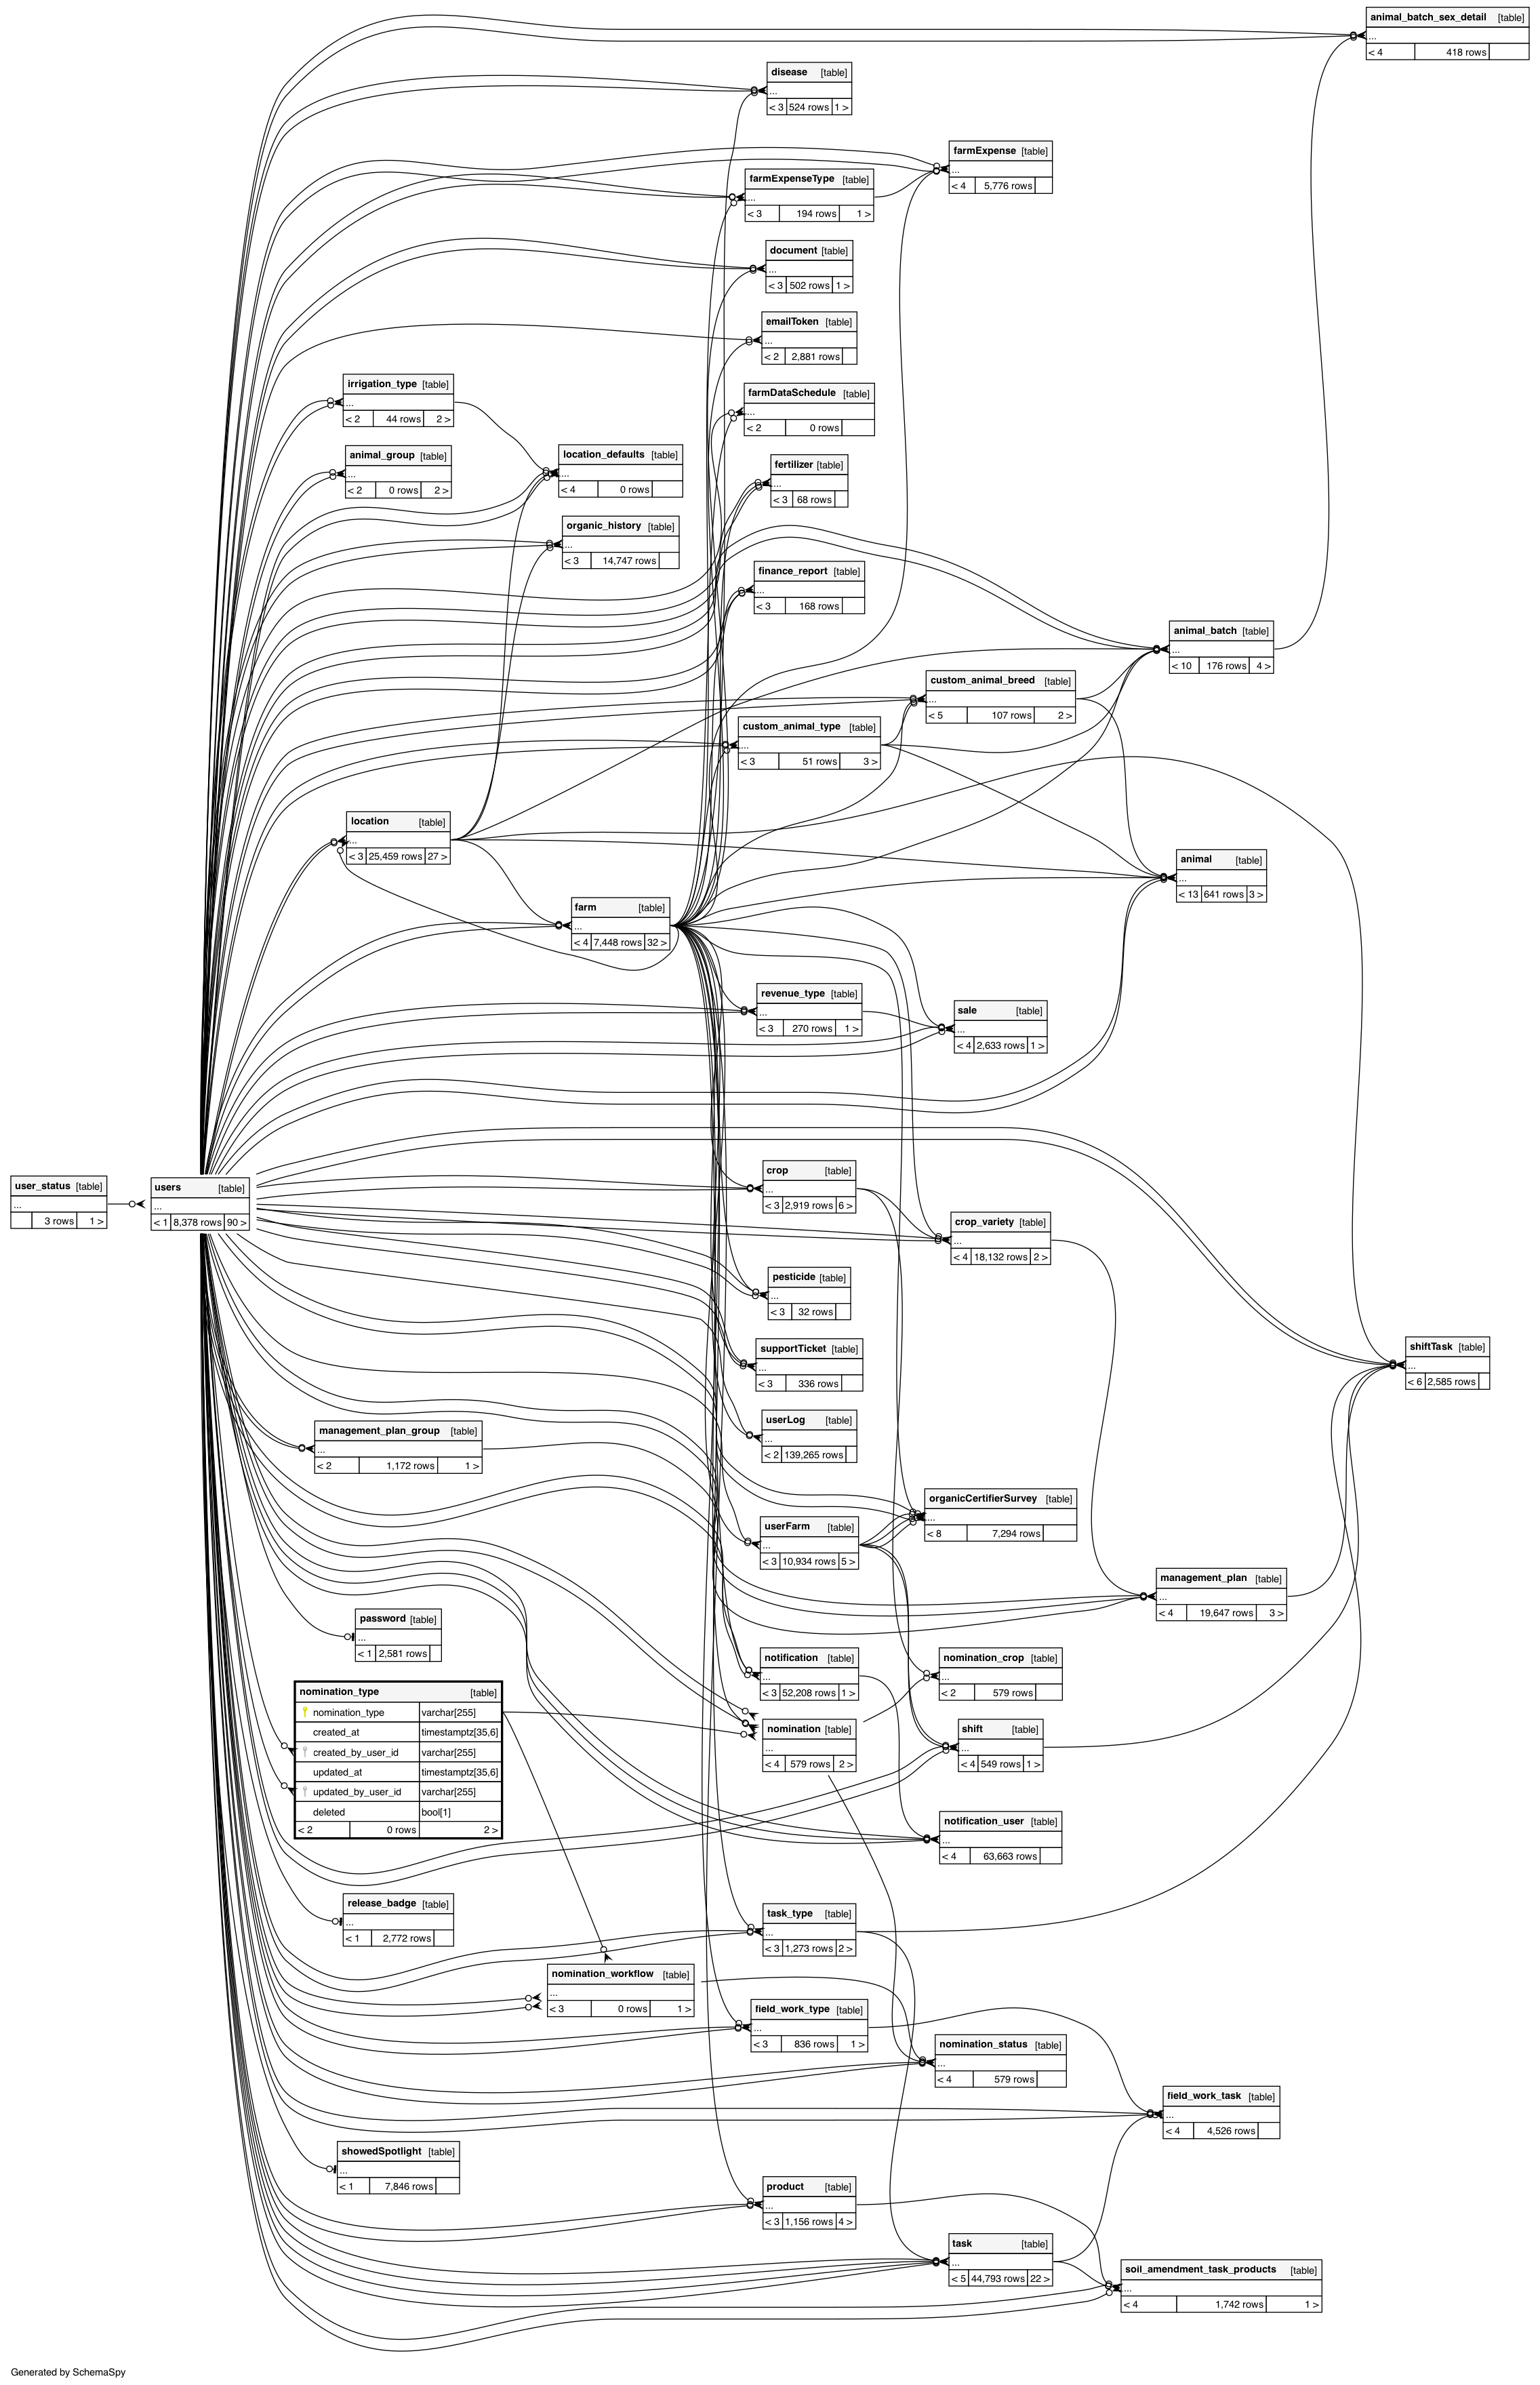 animal_batch_sex_detail [table]
...
< 4 418 rows
disease [table]
...
< 3 524 rows 1 >
farmExpense [table]
...
< 4 5,776 rows
farmExpenseType [table]
...
< 3 194 rows 1 >
document [table]
...
< 3 502 rows 1 >
emailToken [table]
...
< 2 2,881 rows
irrigation_type [table]
...
< 2 44 rows 2 >
farmDataSchedule [table]
...
< 2 0 rows
animal_group [table]
...
< 2 0 rows 2 >
location_defaults [table]
...
< 4 0 rows
fertilizer [table]
...
< 3 68 rows
organic_history [table]
...
< 3 14,747 rows
finance_report [table]
...
< 3 168 rows
animal_batch [table]
...
< 10 176 rows 4 >
custom_animal_breed [table]
...
< 5 107 rows 2 >
custom_animal_type [table]
...
< 3 51 rows 3 >
location [table]
...
< 3 25,459 rows 27 >
animal [table]
...
< 13 641 rows 3 >
farm [table]
...
< 4 7,448 rows 32 >
revenue_type [table]
...
< 3 270 rows 1 >
sale [table]
...
< 4 2,633 rows 1 >
crop [table]
...
< 3 2,919 rows 6 >
user_status [table]
...
3 rows 1 >
users [table]
...
< 1 8,378 rows 90 >
crop_variety [table]
...
< 4 18,132 rows 2 >
pesticide [table]
...
< 3 32 rows
supportTicket [table]
...
< 3 336 rows
shiftTask [table]
...
< 6 2,585 rows
userLog [table]
...
< 2 139,265 rows
management_plan_group [table]
...
< 2 1,172 rows 1 >
organicCertifierSurvey [table]
...
< 8 7,294 rows
userFarm [table]
...
< 3 10,934 rows 5 >
management_plan [table]
...
< 4 19,647 rows 3 >
password [table]
...
< 1 2,581 rows
notification [table]
...
< 3 52,208 rows 1 >
nomination_crop [table]
...
< 2 579 rows
nomination_type [table]
nomination_type varchar[255]
created_at timestamptz[35,6]
created_by_user_id varchar[255]
updated_at timestamptz[35,6]
updated_by_user_id varchar[255]
deleted bool[1]
< 2 0 rows 2 >
nomination [table]
...
< 4 579 rows 2 >
shift [table]
...
< 4 549 rows 1 >
notification_user [table]
...
< 4 63,663 rows
release_badge [table]
...
< 1 2,772 rows
task_type [table]
...
< 3 1,273 rows 2 >
nomination_workflow [table]
...
< 3 0 rows 1 >
field_work_type [table]
...
< 3 836 rows 1 >
nomination_status [table]
...
< 4 579 rows
field_work_task [table]
...
< 4 4,526 rows
showedSpotlight [table]
...
< 1 7,846 rows
product [table]
...
< 3 1,156 rows 4 >
task [table]
...
< 5 44,793 rows 22 >
soil_amendment_task_products [table]
...
< 4 1,742 rows 1 >
Generated by SchemaSpy